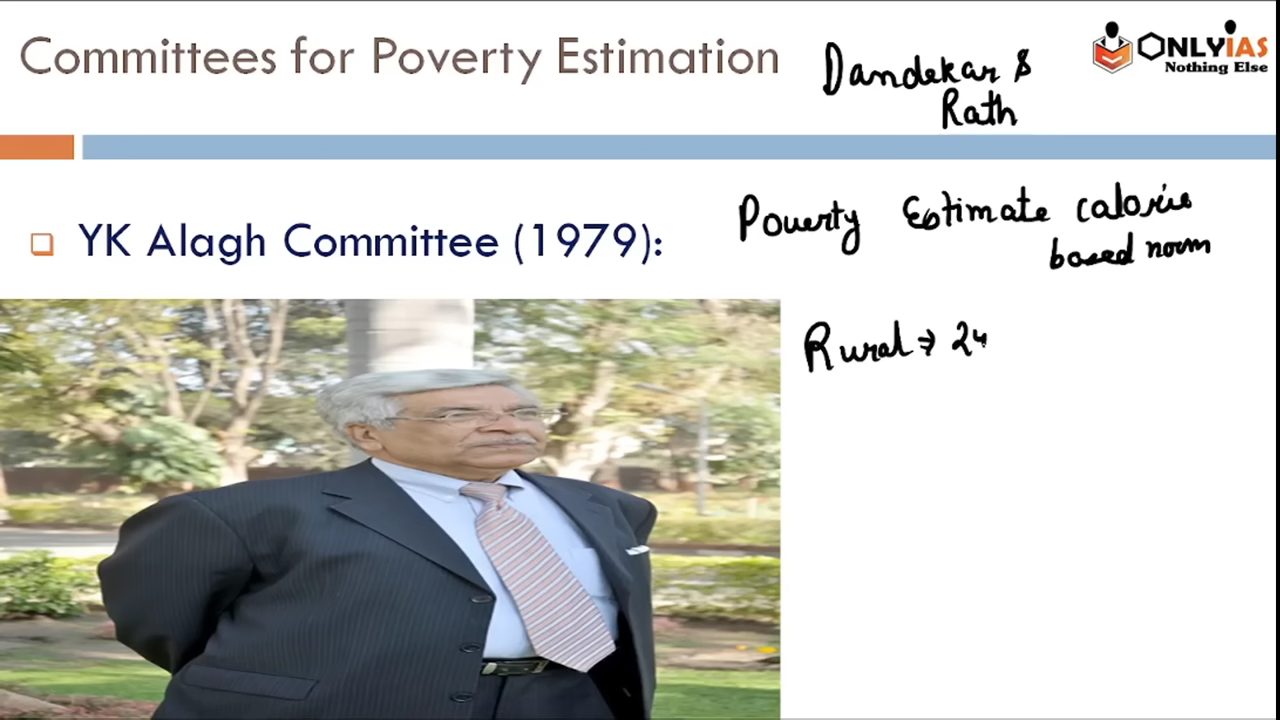 Committees for Poverty Estimation
Dandekar &
Rath
ONLYIAS
Nothing Else
YK Alagh Committee (1979):
Poverty Estimate calorie
based norm
Rural ⇒ 24